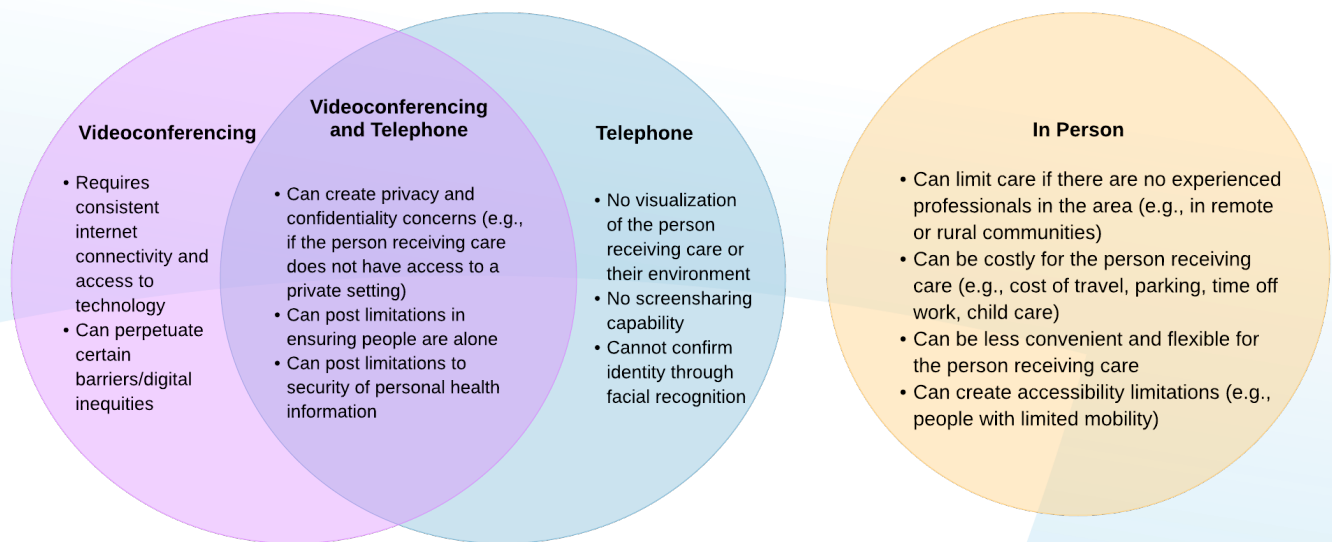 Videoconferencing
• Requires
consistent
internet
connectivity and
access to
technology
• Can perpetuate
certain
barriers/digital
inequities
Videoconferencing
and Telephone
• Can create privacy and
confidentiality concerns (e.g.,
if the person receiving care
does not have access to a
private setting)
• Can post limitations in
ensuring people are alone
• Can post limitations to
security of personal health
information
Telephone
• No visualization
of the person
receiving care or
their environment
• No screensharing
capability
• Cannot confirm
identity through
facial recognition
In Person
• Can limit care if there are no experienced
professionals in the area (e.g., in remote
or rural communities)
• Can be costly for the person receiving
care (e.g., cost of travel, parking, time off
work, child care)
• Can be less convenient and flexible for
the person receiving care
• Can create accessibility limitations (e.g.,
people with limited mobility)